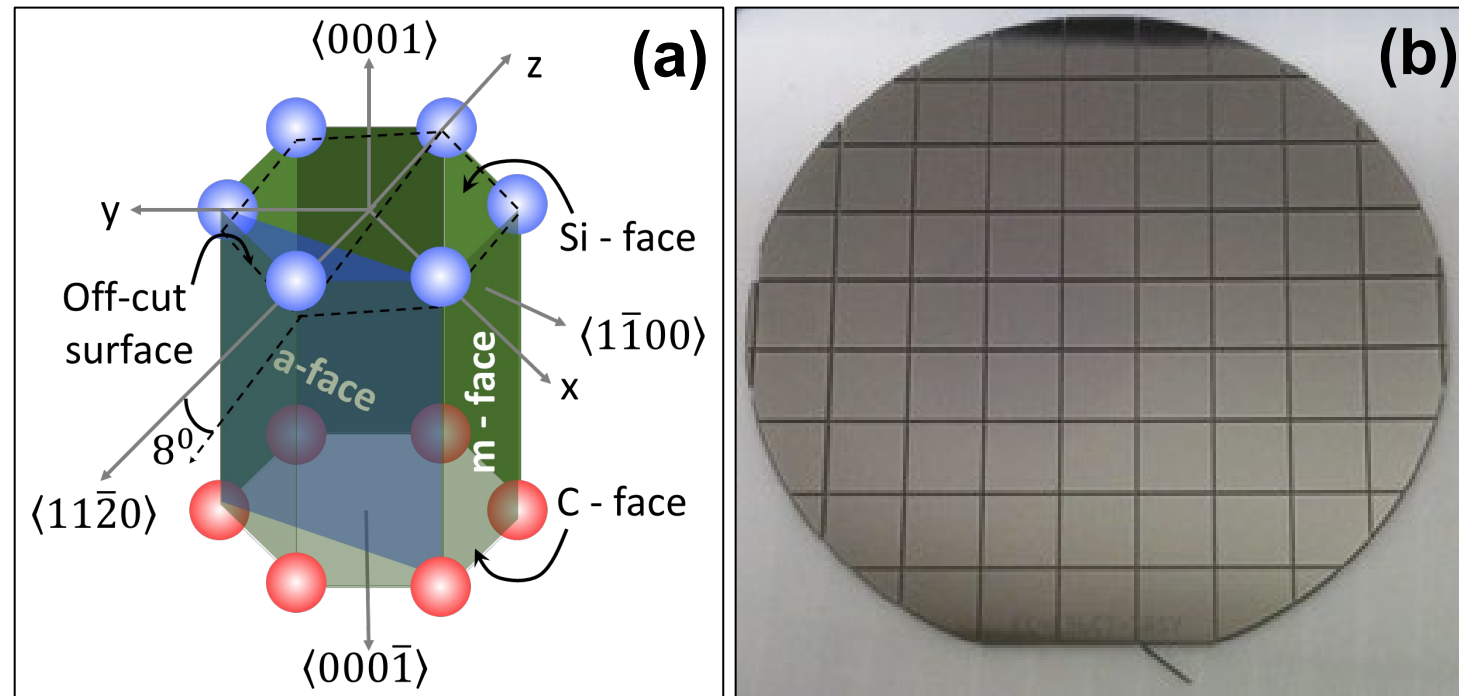 ⟨0001⟩
(a)
z
y
Si - face
Off-cut
surface
⟨11̅00⟩
a-face
m - face
x
8⁰
⟨112̅0⟩
C - face
⟨0001̅⟩
(b)